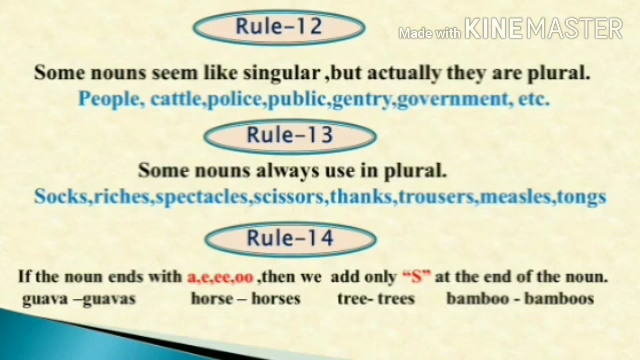 Rule-12
Made with KINEMASTER
Some nouns seem like singular ,but actually they are plural.
People, cattle,police,public,gentry,government, etc.
Rule-13
Some nouns always use in plural.
Socks,riches,spectacles,scissors,thanks,trousers,measles,tongs
Rule-14
If the noun ends with a,e,ee,oo ,then we add only “S” at the end of the noun.
guava –guavas horse – horses tree- trees bamboo - bamboos